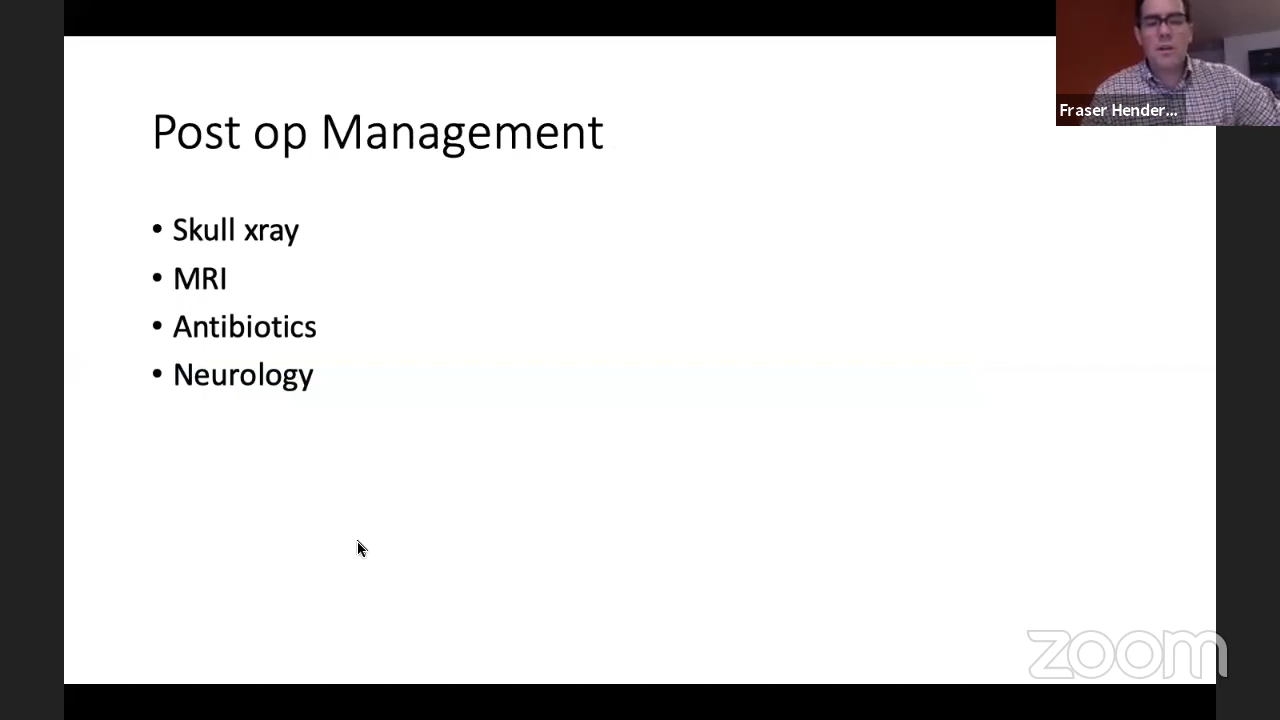 Fraser Hender...
Post op Management
• Skull xray
• MRI
• Antibiotics
• Neurology
zoom